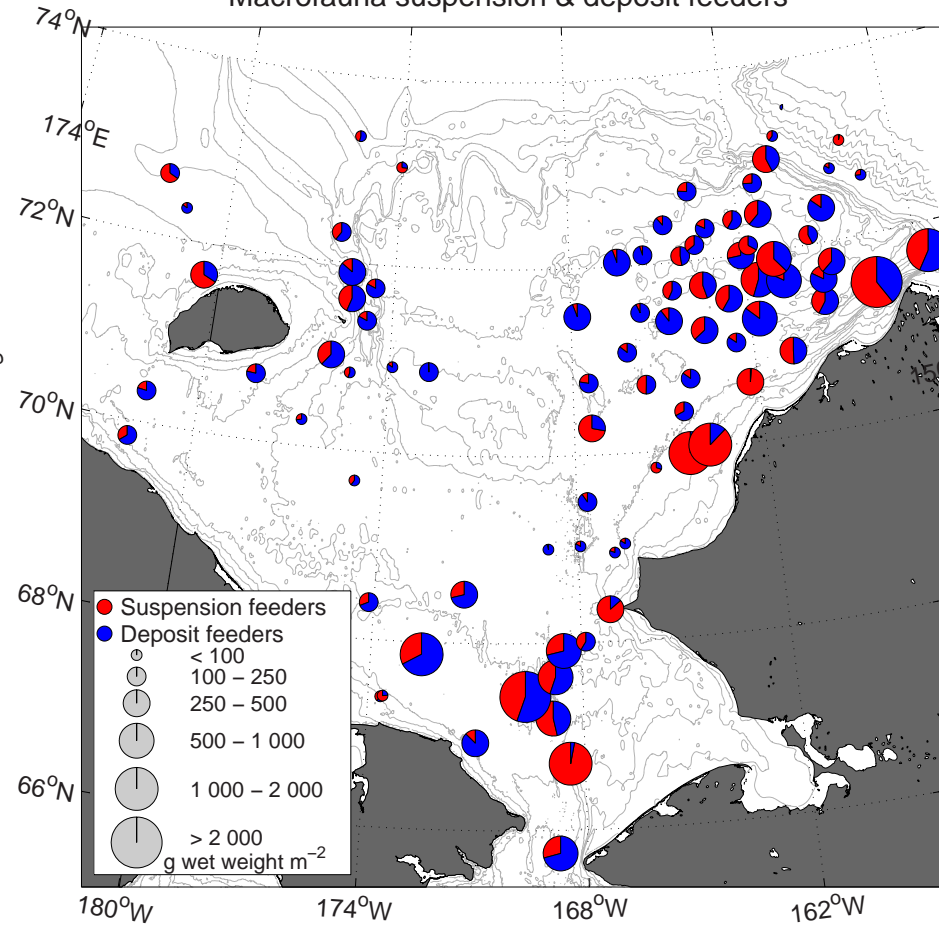 Macrofauna suspension & deposit feeders
74°N
174°E
72°N
70°N
68°N
66°N
Suspension feeders
Deposit feeders
< 100
100 – 250
250 – 500
500 – 1 000
1 000 – 2 000
> 2 000
g wet weight m⁻²
180°W
174°W
168°W
162°W